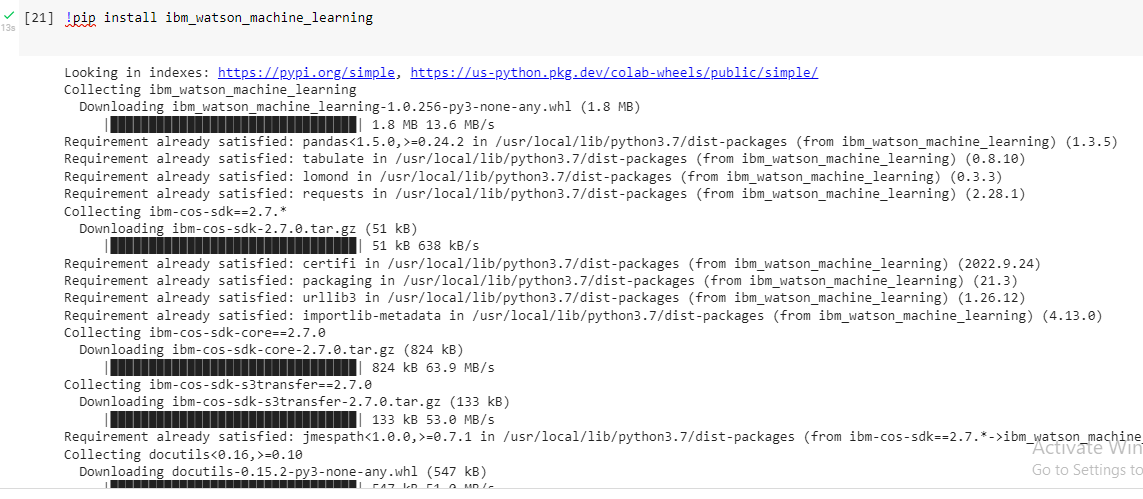 [21] !pip install ibm_watson_machine_learning
13s
Looking in indexes: https://pypi.org/simple, https://us-python.pkg.dev/colab-wheels/public/simple/
Collecting ibm_watson_machine_learning
Downloading ibm_watson_machine_learning-1.0.256-py3-none-any.whl (1.8 MB)
| | 1.8 MB 13.6 MB/s
Requirement already satisfied: pandas<1.5.0,>=0.24.2 in /usr/local/lib/python3.7/dist-packages (from ibm_watson_machine_learning) (1.3.5)
Requirement already satisfied: tabulate in /usr/local/lib/python3.7/dist-packages (from ibm_watson_machine_learning) (0.8.10)
Requirement already satisfied: lomond in /usr/local/lib/python3.7/dist-packages (from ibm_watson_machine_learning) (0.3.3)
Requirement already satisfied: requests in /usr/local/lib/python3.7/dist-packages (from ibm_watson_machine_learning) (2.28.1)
Collecting ibm-cos-sdk==2.7.*
Downloading ibm-cos-sdk-2.7.0.tar.gz (51 kB)
| | 51 kB 638 kB/s
Requirement already satisfied: certifi in /usr/local/lib/python3.7/dist-packages (from ibm_watson_machine_learning) (2022.9.24)
Requirement already satisfied: packaging in /usr/local/lib/python3.7/dist-packages (from ibm_watson_machine_learning) (21.3)
Requirement already satisfied: urllib3 in /usr/local/lib/python3.7/dist-packages (from ibm_watson_machine_learning) (1.26.12)
Requirement already satisfied: importlib-metadata in /usr/local/lib/python3.7/dist-packages (from ibm_watson_machine_learning) (4.13.0)
Collecting ibm-cos-sdk-core==2.7.0
Downloading ibm-cos-sdk-core-2.7.0.tar.gz (824 kB)
| | 824 kB 63.9 MB/s
Collecting ibm-cos-sdk-s3transfer==2.7.0
Downloading ibm-cos-sdk-s3transfer-2.7.0.tar.gz (133 kB)
| | 133 kB 53.0 MB/s
Requirement already satisfied: jmespath<1.0.0,>=0.7.1 in /usr/local/lib/python3.7/dist-packages (from ibm-cos-sdk==2.7.*->ibm_watson_machine_
Collecting docutils<0.16,>=0.10
Activate Win
Downloading docutils-0.15.2-py3-none-any.whl (547 kB)
Go to Settings to
| | 547 kB 51.9 MB/s